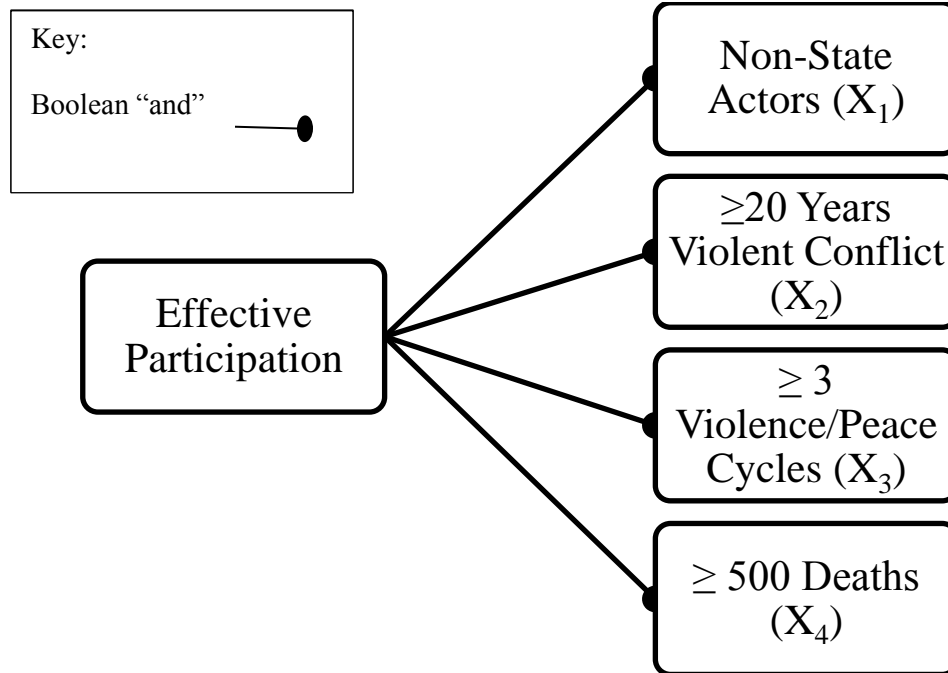 Key:
Boolean “and”
Effective
Participation
Non-State
Actors (X₁)
≥20 Years
Violent Conflict
(X₂)
≥ 3
Violence/Peace
Cycles (X₃)
≥ 500 Deaths
(X₄)